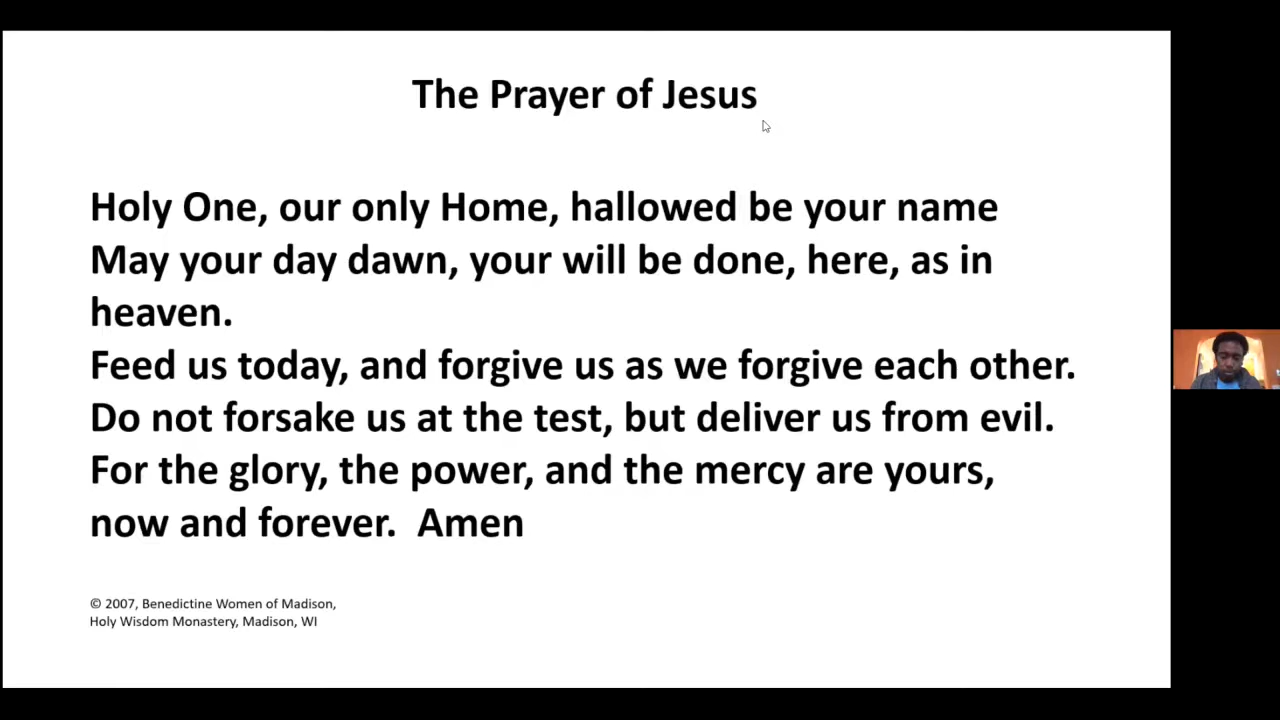 The Prayer of Jesus
Holy One, our only Home, hallowed be your name
May your day dawn, your will be done, here, as in
heaven.
Feed us today, and forgive us as we forgive each other.
Do not forsake us at the test, but deliver us from evil.
For the glory, the power, and the mercy are yours,
now and forever.  Amen
© 2007, Benedictine Women of Madison,
Holy Wisdom Monastery, Madison, WI